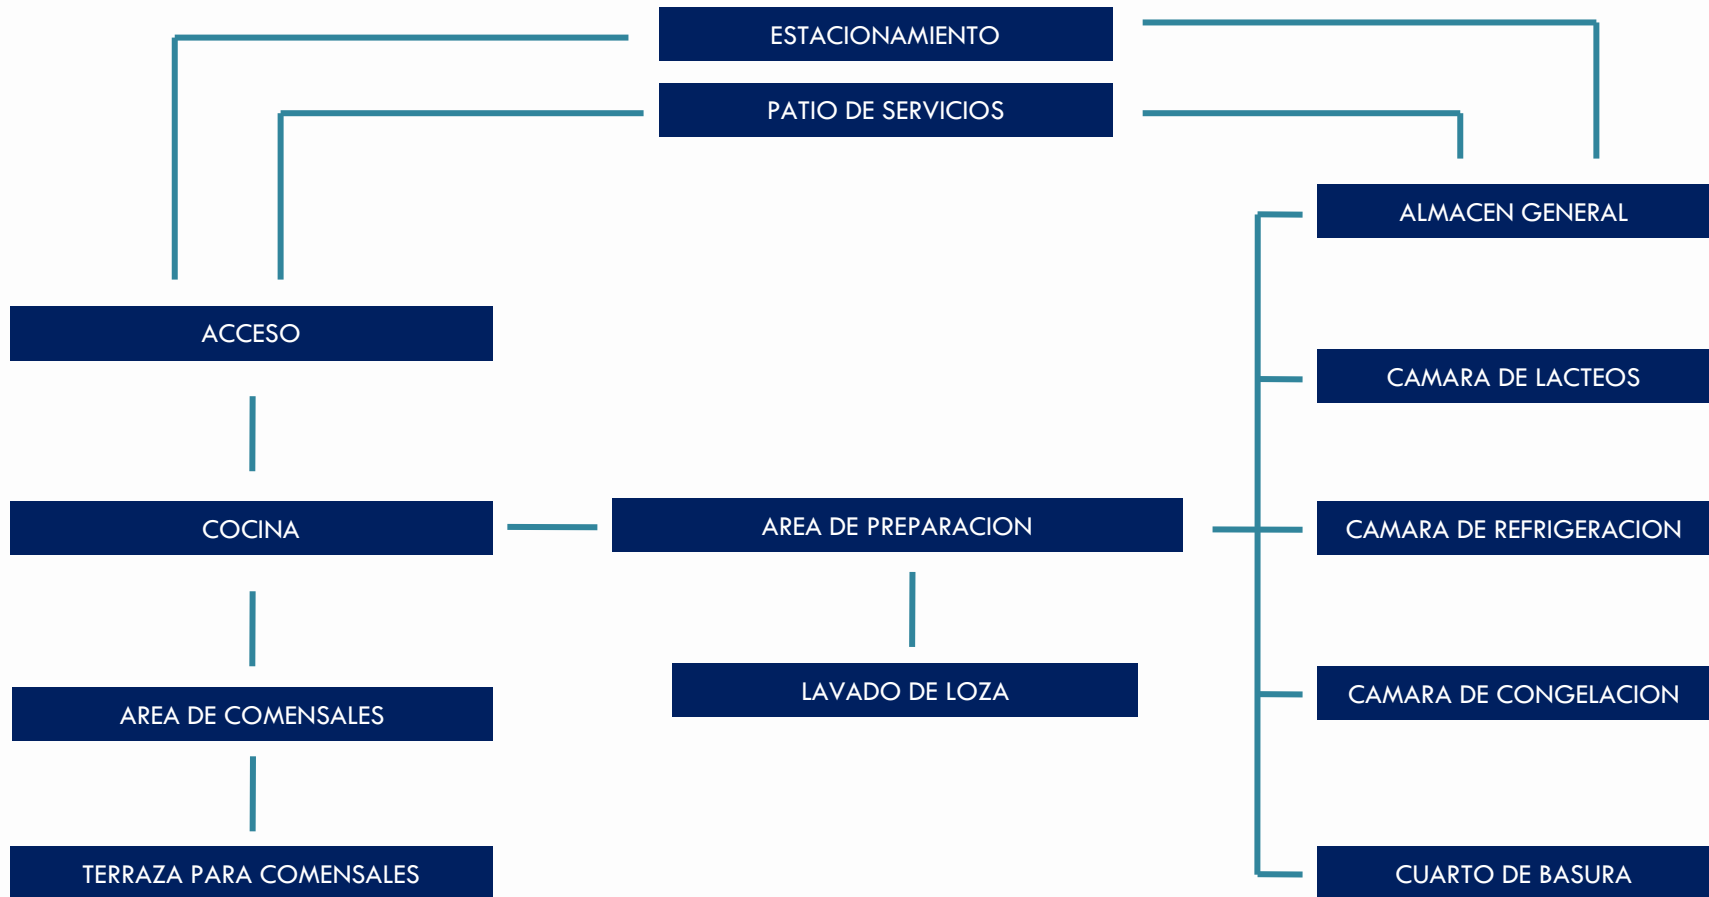 ESTACIONAMIENTO
PATIO DE SERVICIOS
ALMACEN GENERAL
ACCESO
CAMARA DE LACTEOS
COCINA
AREA DE PREPARACION
CAMARA DE REFRIGERACION
AREA DE COMENSALES
LAVADO DE LOZA
CAMARA DE CONGELACION
TERRAZA PARA COMENSALES
CUARTO DE BASURA